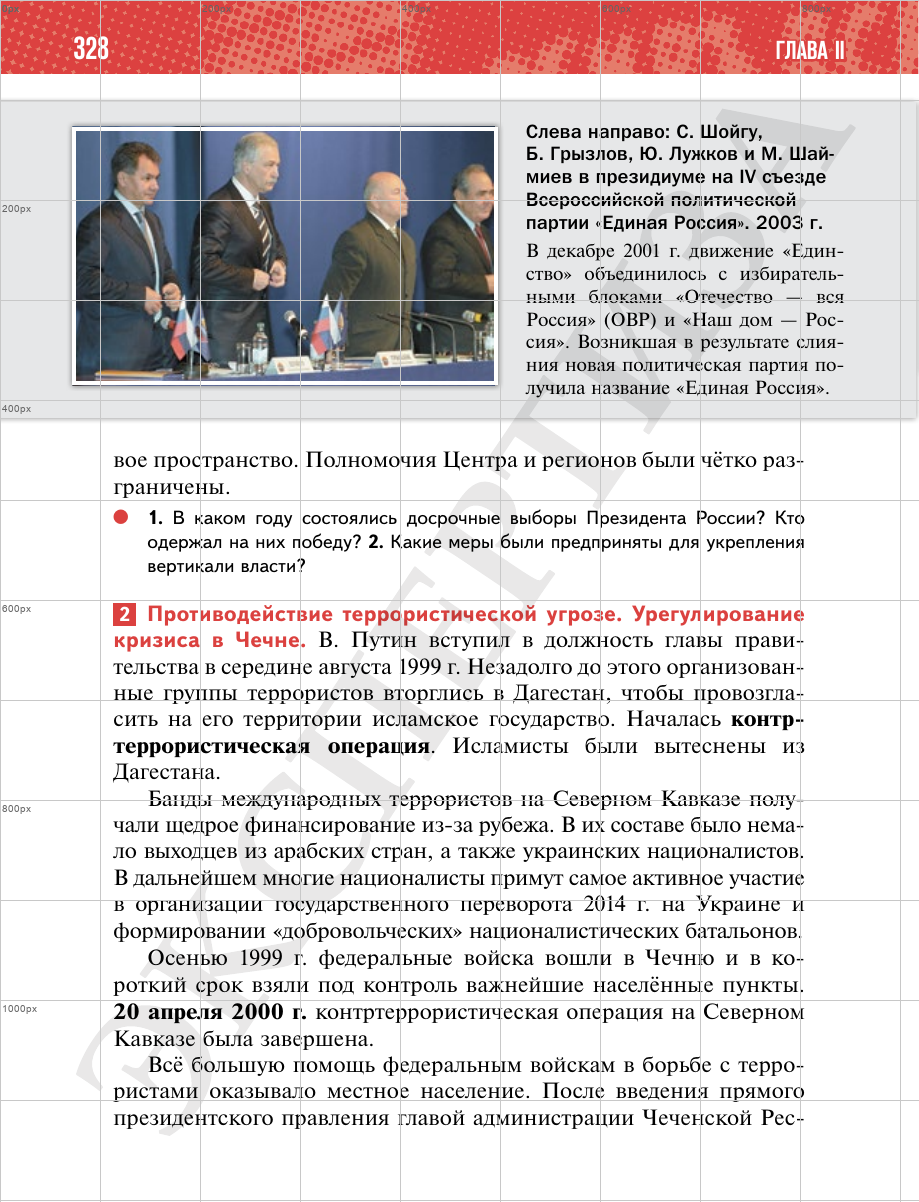 328
ГЛАВА II
Слева направо: С. Шойгу,
Б. Грызлов, Ю. Лужков и М. Шай-
миев в президиуме на IV съезде
Всероссийской политической
партии «Единая Россия». 2003 г.
В декабре 2001 г. движение «Един-
ство» объединилось с избиратель-
ными блоками «Отечество — вся
Россия» (ОВР) и «Наш дом — Рос-
сия». Возникшая в результате слия-
ния новая политическая партия по-
лучила название «Единая Россия».
вое пространство. Полномочия Центра и регионов были чётко раз-
граничены.
1. В каком году состоялись досрочные выборы Президента России? Кто
одержал на них победу? 2. Какие меры были предприняты для укрепления
вертикали власти?
2 Противодействие террористической угрозе. Урегулирование
кризиса в Чечне. В. Путин вступил в должность главы прави-
тельства в середине августа 1999 г. Незадолго до этого организован-
ные группы террористов вторглись в Дагестан, чтобы провозгла-
сить на его территории исламское государство. Началась контр-
террористическая операция. Исламисты были вытеснены из
Дагестана.
Банды международных террористов на Северном Кавказе полу-
чали щедрое финансирование из-за рубежа. В их составе было нема-
ло выходцев из арабских стран, а также украинских националистов.
В дальнейшем многие националисты примут самое активное участие
в организации государственного переворота 2014 г. на Украине и
формировании «добровольческих» националистических батальонов.
Осенью 1999 г. федеральные войска вошли в Чечню и в ко-
роткий срок взяли под контроль важнейшие населённые пункты.
20 апреля 2000 г. контртеррористическая операция на Северном
Кавказе была завершена.
Всё большую помощь федеральным войскам в борьбе с терро-
ристами оказывало местное население. После введения прямого
президентского правления главой администрации Чеченской Рес-
ЭКСПЕРТИЗА
200px
400px
600px
800px
1000px